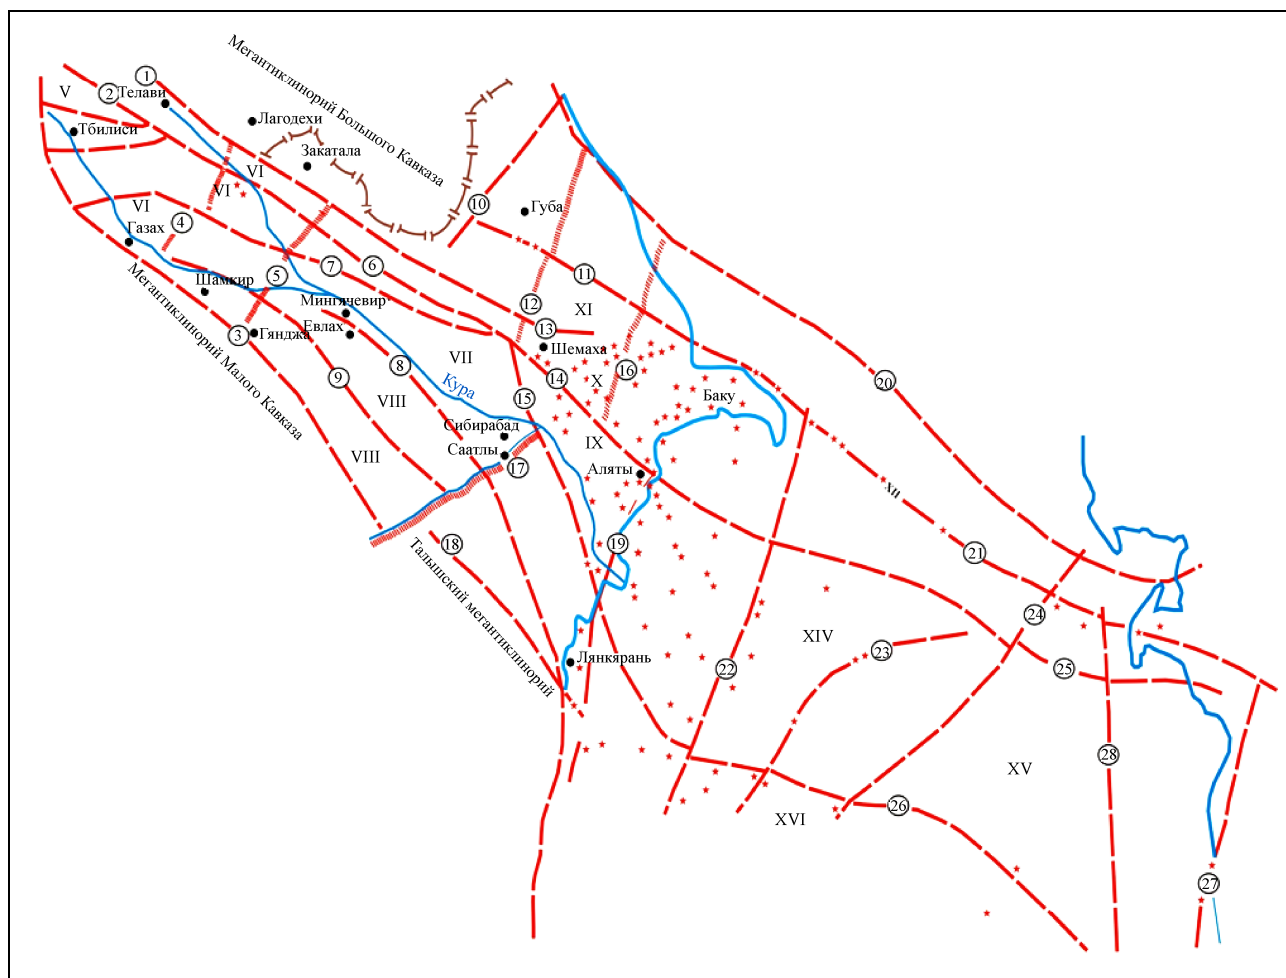 Мегантиклинорий Большого Кавказа
1
2
Телави
V
Тбилиси
Лагодехи
Закатала
VI
VI
VI
4
Газах
10
Губа
5
7
6
11
Шамкир
Мингячевир
12
XI
Мегантиклинорий Малого Кавказа
3
Гянджа
Евлах
13
Шемаха
VII
8
9
14
16
X
20
Кура
15
Баку
VIII
Сибирабад
IX
VIII
Саатлы
17
Аляты
XII
18
19
21
Талышский мегантиклинорий
24
XIV
23
Лянкярань
22
25
28
XV
26
XVI
27